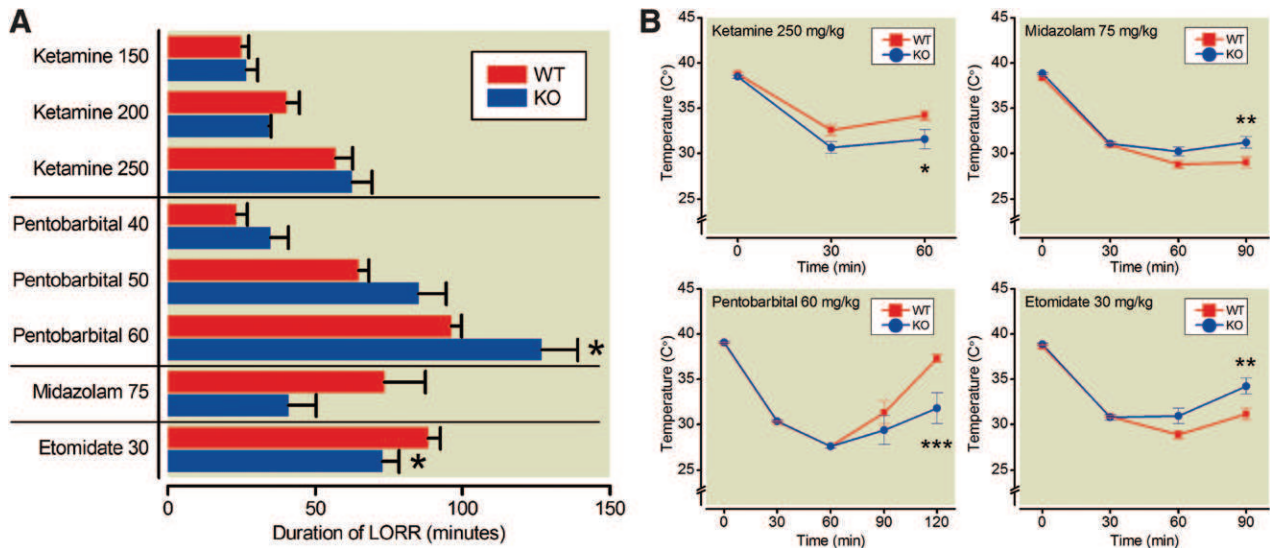 A
Ketamine 150
Ketamine 200
Ketamine 250
Pentobarbital 40
Pentobarbital 50
Pentobarbital 60
Midazolam 75
Etomidate 30
WT
KO
*
*
0 50 100 150
Duration of LORR (minutes)
B
Ketamine 250 mg/kg
WT
KO
45
40
35
30
25
Temperature (C°)
*
0 30 60
Time (min)
Midazolam 75 mg/kg
WT
KO
45
40
35
30
25
Temperature (C°)
**
0 30 60 90
Time (min)
Pentobarbital 60 mg/kg
WT
KO
45
40
35
30
25
Temperature (C°)
***
0 30 60 90 120
Time (min)
Etomidate 30 mg/kg
WT
KO
45
40
35
30
25
Temperature (C°)
**
0 30 60 90
Time (min)